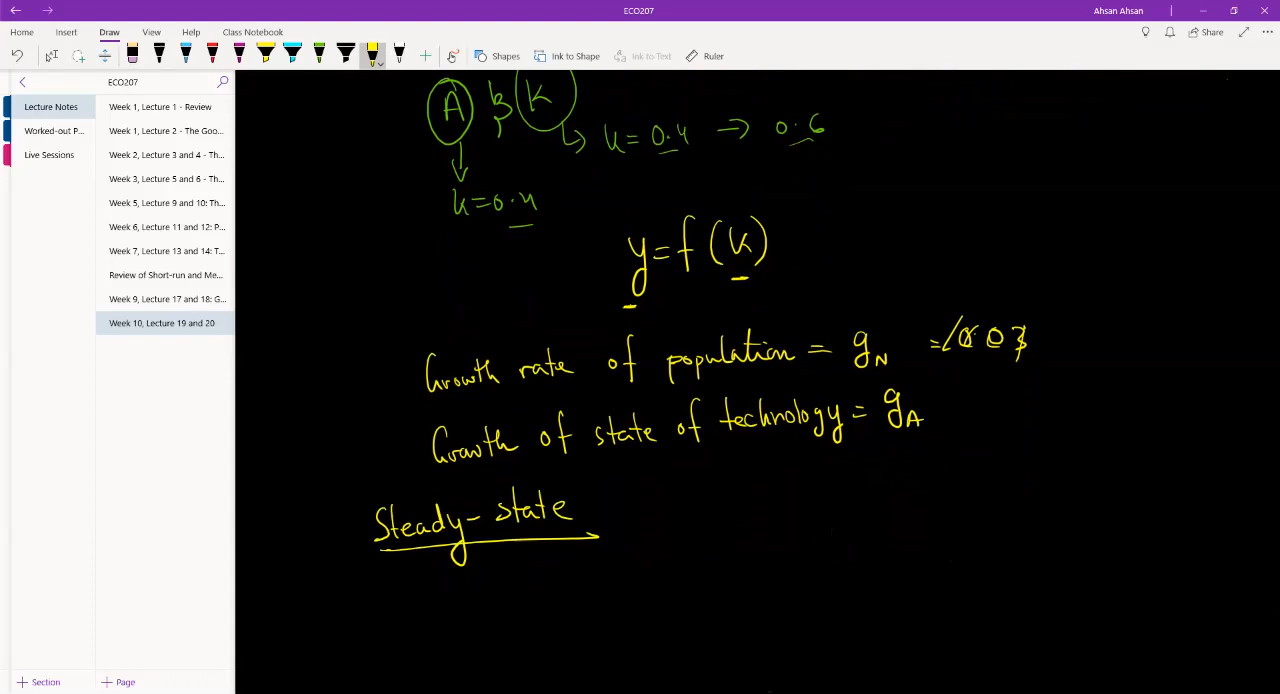 ECO207
Ahsan Ahsan
Home Insert Draw View Help Class Notebook
Shapes Ink to Shape Ink to Text Ruler Share
ECO207
Lecture Notes
Worked-out P...
Live Sessions
Week 1, Lecture 1 - Review
Week 1, Lecture 2 - The Goo...
Week 2, Lecture 3 and 4 - Th...
Week 3, Lecture 5 and 6 - Th...
Week 5, Lecture 9 and 10: Th...
Week 6, Lecture 11 and 12: P...
Week 7, Lecture 13 and 14: T...
Review of Short-run and Me...
Week 9, Lecture 17 and 18: G...
Week 10, Lecture 19 and 20
Section
Page
A K
k = 0.4 → 0.6
k = 0.4
y = f (k)
Growth rate of population = gN =
Growth of state of technology = gA
Steady-state